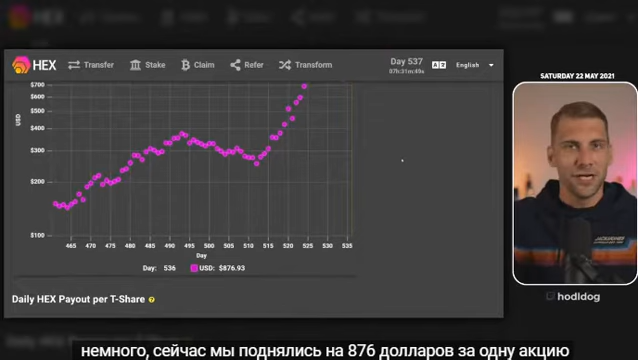 HEX
Transfer
Stake
Claim
Refer
Transform
Day 537
07h:31m:49s
English
SATURDAY 22 MAY 2021
$700
$600
$500
$400
$300
$200
$100
USD
465 470 475 480 485 490 495 500 505 510 515 520 525 530 535
Day
Day: 536 USD: $876.93
Daily HEX Payout per T-Share
hodldog
немного, сейчас мы поднялись на 876 долларов за одну акцию